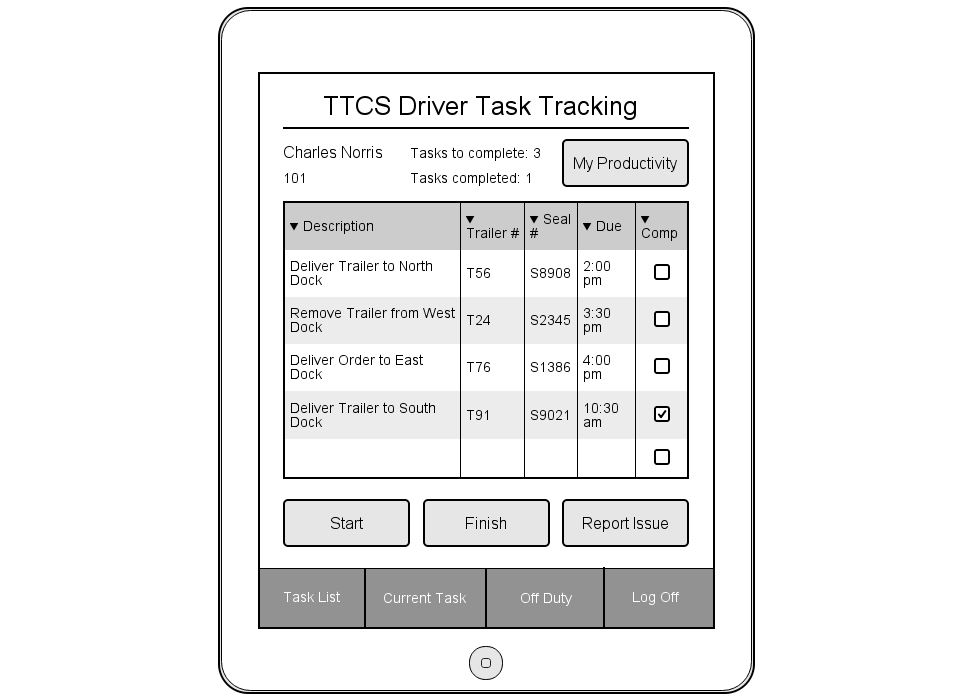 TTCS Driver Task Tracking
Charles Norris
Tasks to complete: 3
My Productivity
101
Tasks completed: 1
▼ Description
▼
Trailer #
▼ Seal
#
▼ Due
▼
Comp
Deliver Trailer to North
Dock
T56
S8908
2:00
pm
Remove Trailer from West
Dock
T24
S2345
3:30
pm
Deliver Order to East
Dock
T76
S1386
4:00
pm
Deliver Trailer to South
Dock
T91
S9021
10:30
am
Start
Finish
Report Issue
Task List
Current Task
Off Duty
Log Off